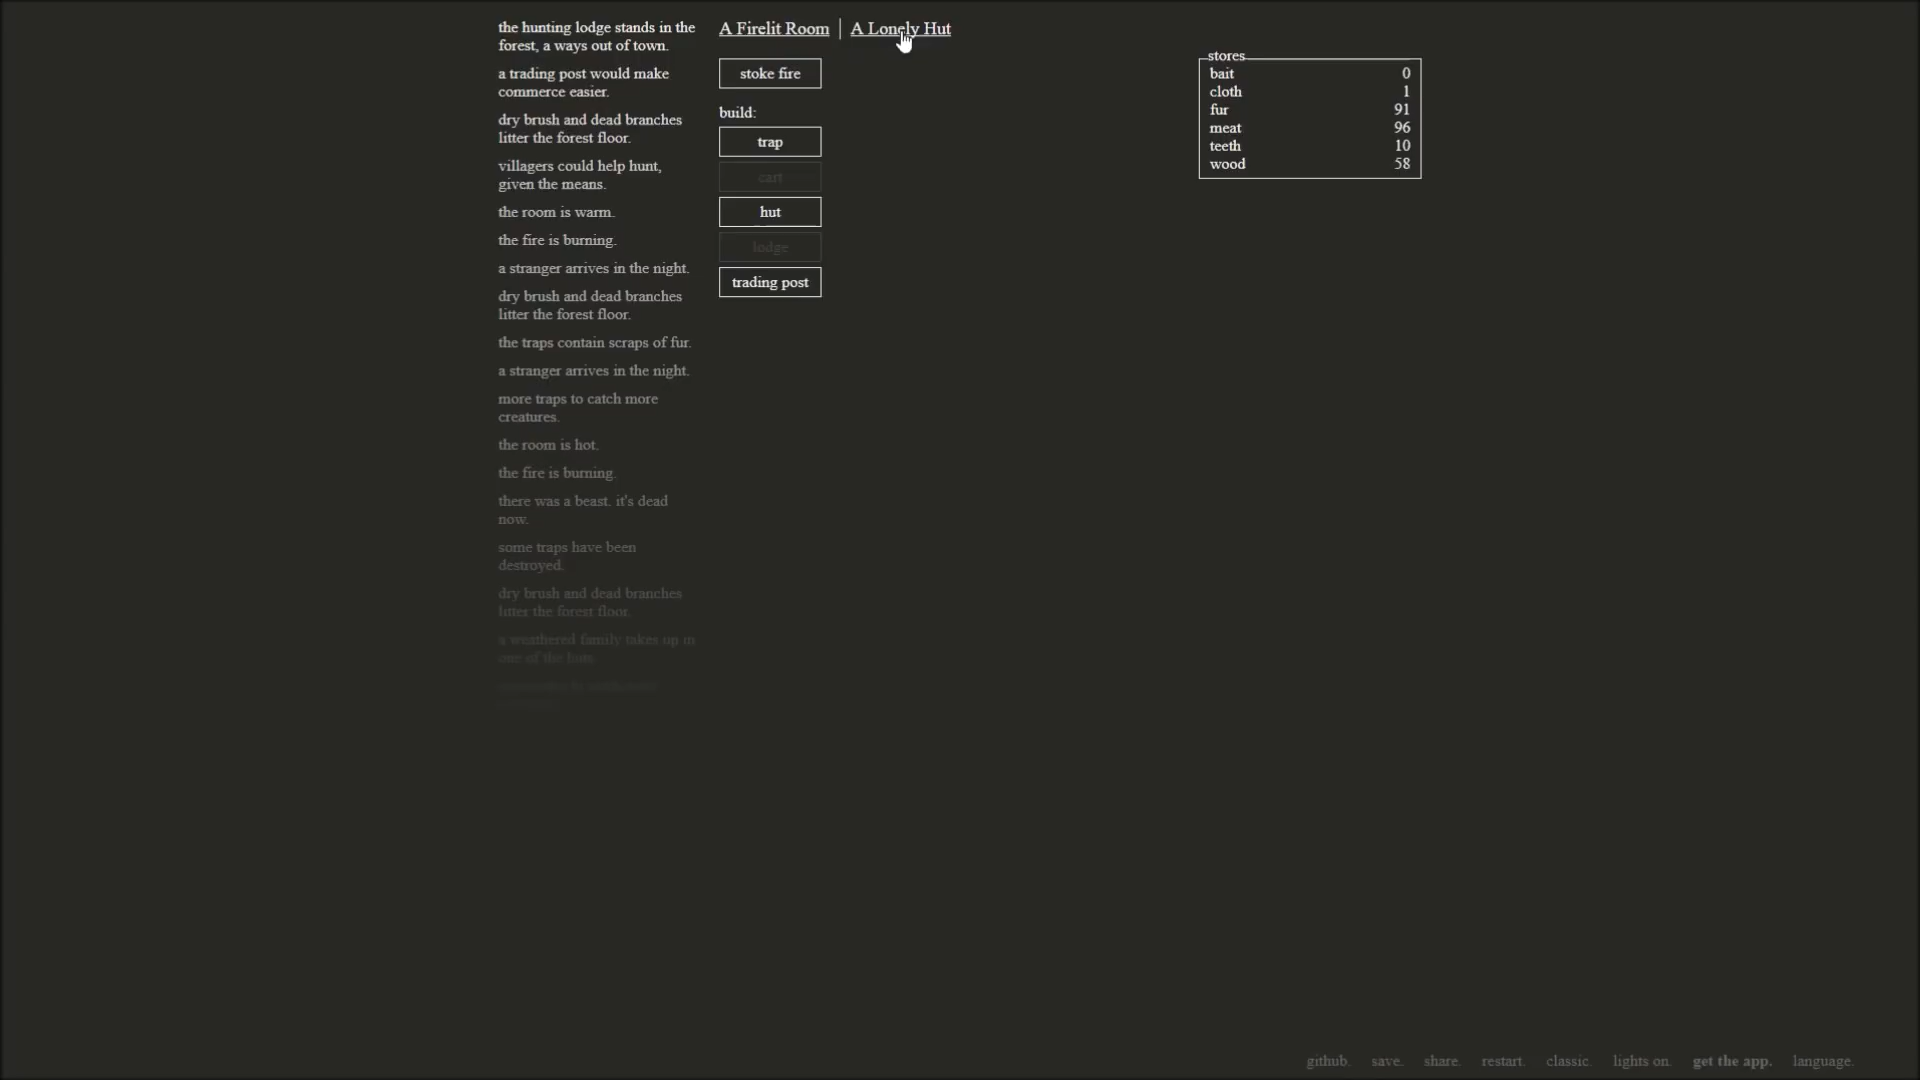 the hunting lodge stands in the
forest, a ways out of town.
a trading post would make
commerce easier.
dry brush and dead branches
litter the forest floor.
villagers could help hunt,
given the means.
the room is warm.
the fire is burning.
a stranger arrives in the night.
dry brush and dead branches
litter the forest floor.
the traps contain scraps of fur.
a stranger arrives in the night.
more traps to catch more
creatures.
the room is hot.
the fire is burning.
there was a beast. it's dead
now.
some traps have been
destroyed.
dry brush and dead branches
litter the forest floor.
a weathered family takes up in
one of the huts.
A Firelit Room | A Lonely Hut
stoke fire
build:
trap
cart
hut
lodge
trading post
stores
bait 0
cloth 1
fur 91
meat 96
teeth 10
wood 58
github. save. share. restart. classic. lights on. get the app. language.